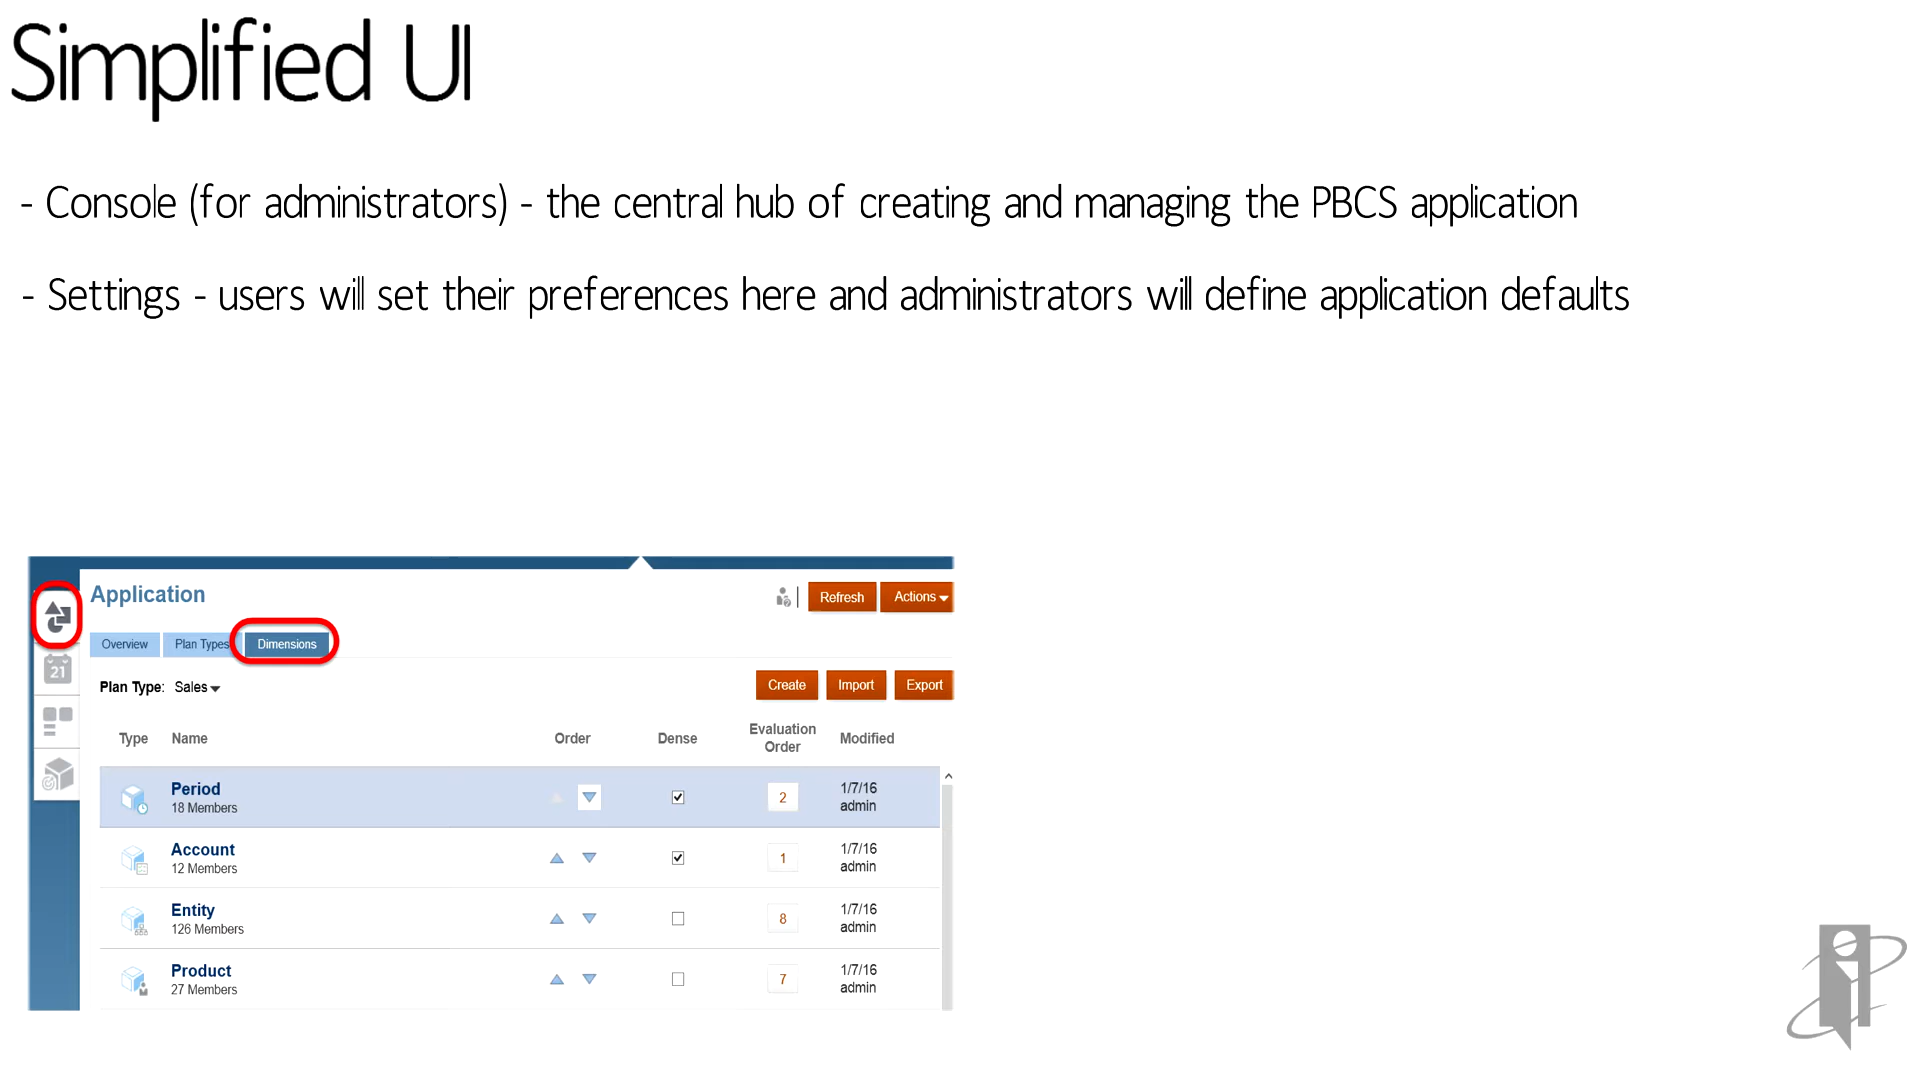 Simplified UI
- Console (for administrators) - the central hub of creating and managing the PBCS application
- Settings - users will set their preferences here and administrators will define application defaults
Application
Refresh Actions
Overview Plan Types Dimensions
21
Plan Type: Sales
Create Import Export
Type Name Order Dense Evaluation Order Modified
Period 1/7/16
18 Members 2 admin
Account 1/7/16
12 Members 1 admin
Entity 1/7/16
126 Members 8 admin
Product 1/7/16
27 Members 7 admin